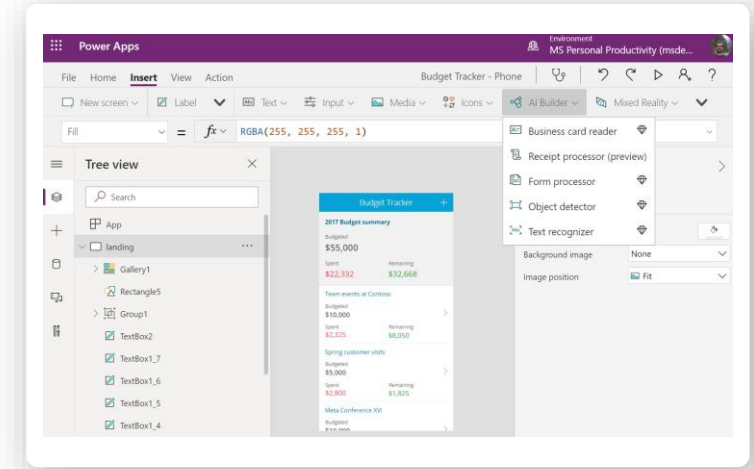 Power Apps
Environment
MS Personal Productivity (msde...
File Home Insert View Action
Budget Tracker - Phone
New screen Label Text Input Media Icons AI Builder Mixed Reality
Fill = fx RGBA(255, 255, 255, 1)
Business card reader
Receipt processor (preview)
Form processor
Object detector
Text recognizer
Tree view
Search
App
landing
Gallery1
Rectangle5
Group1
TextBox2
TextBox1_7
TextBox1_6
TextBox1_5
TextBox1_4
Budget Tracker
2017 Budget summary
Budgeted
$55,000
Spent Remaining
$22,332 $32,668
Team events at Contoso
Budgeted
$10,000
Spent Remaining
$2,325 $8,050
Spring customer visits
Budgeted
$5,000
Spent Remaining
$2,800 $1,825
Meta Conference XVI
Budgeted
$10,000
Background image None
Image position Fit